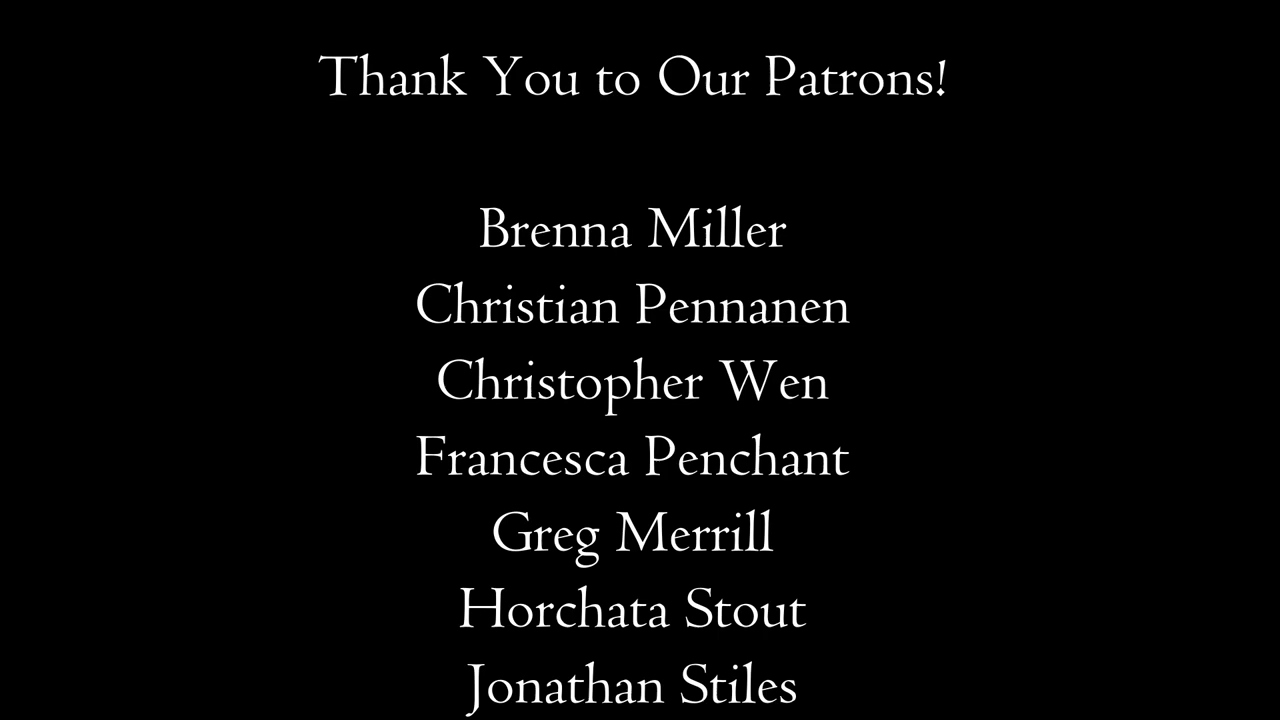 Thank You to Our Patrons!
Brenna Miller
Christian Pennanen
Christopher Wen
Francesca Penchant
Greg Merrill
Horchata Stout
Jonathan Stiles